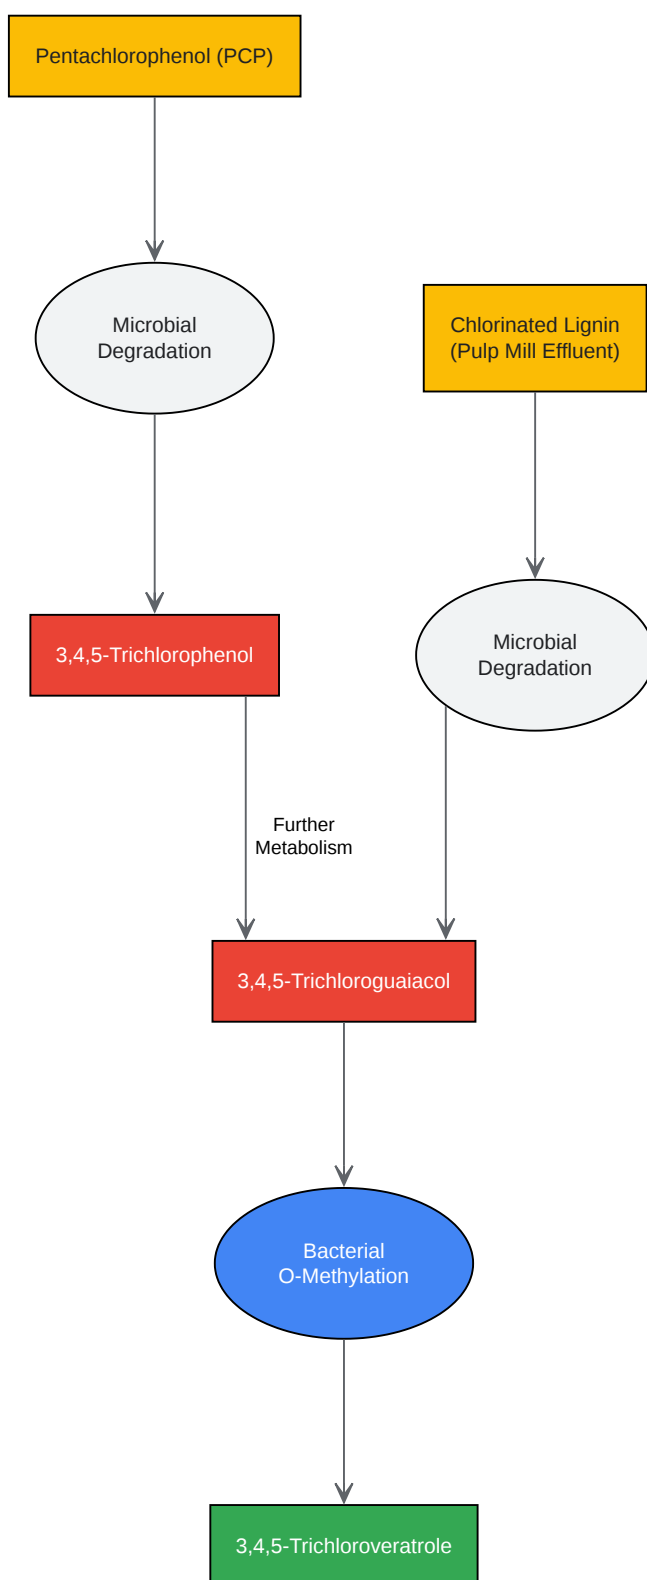 Pentachlorophenol (PCP)
Microbial
Degradation
Chlorinated Lignin
(Pulp Mill Effluent)
3,4,5-Trichlorophenol
Microbial
Degradation
Further
Metabolism
3,4,5-Trichloroguaiacol
Bacterial
O-Methylation
3,4,5-Trichloroveratrole